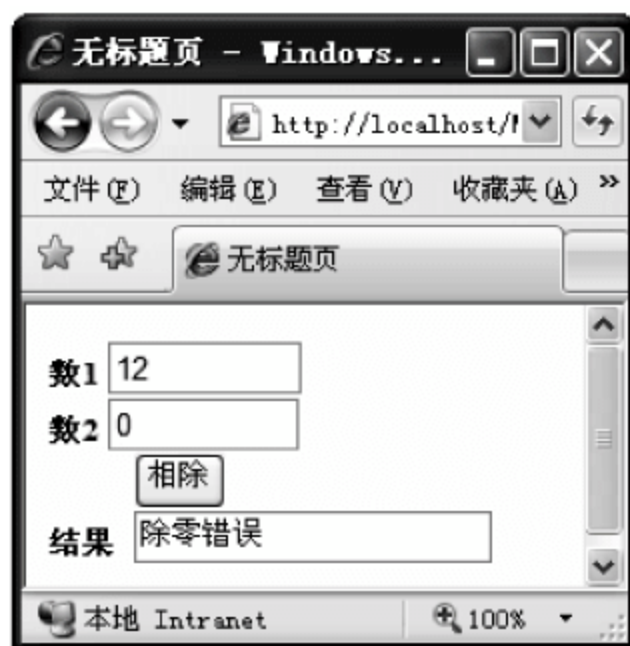 无标题页 - Windows...
http://localhost/
文件(F) 编辑(E) 查看(V) 收藏夹(A) »
无标题页
数1 12
数2 0
相除
结果 除零错误
本地 Intranet 100%